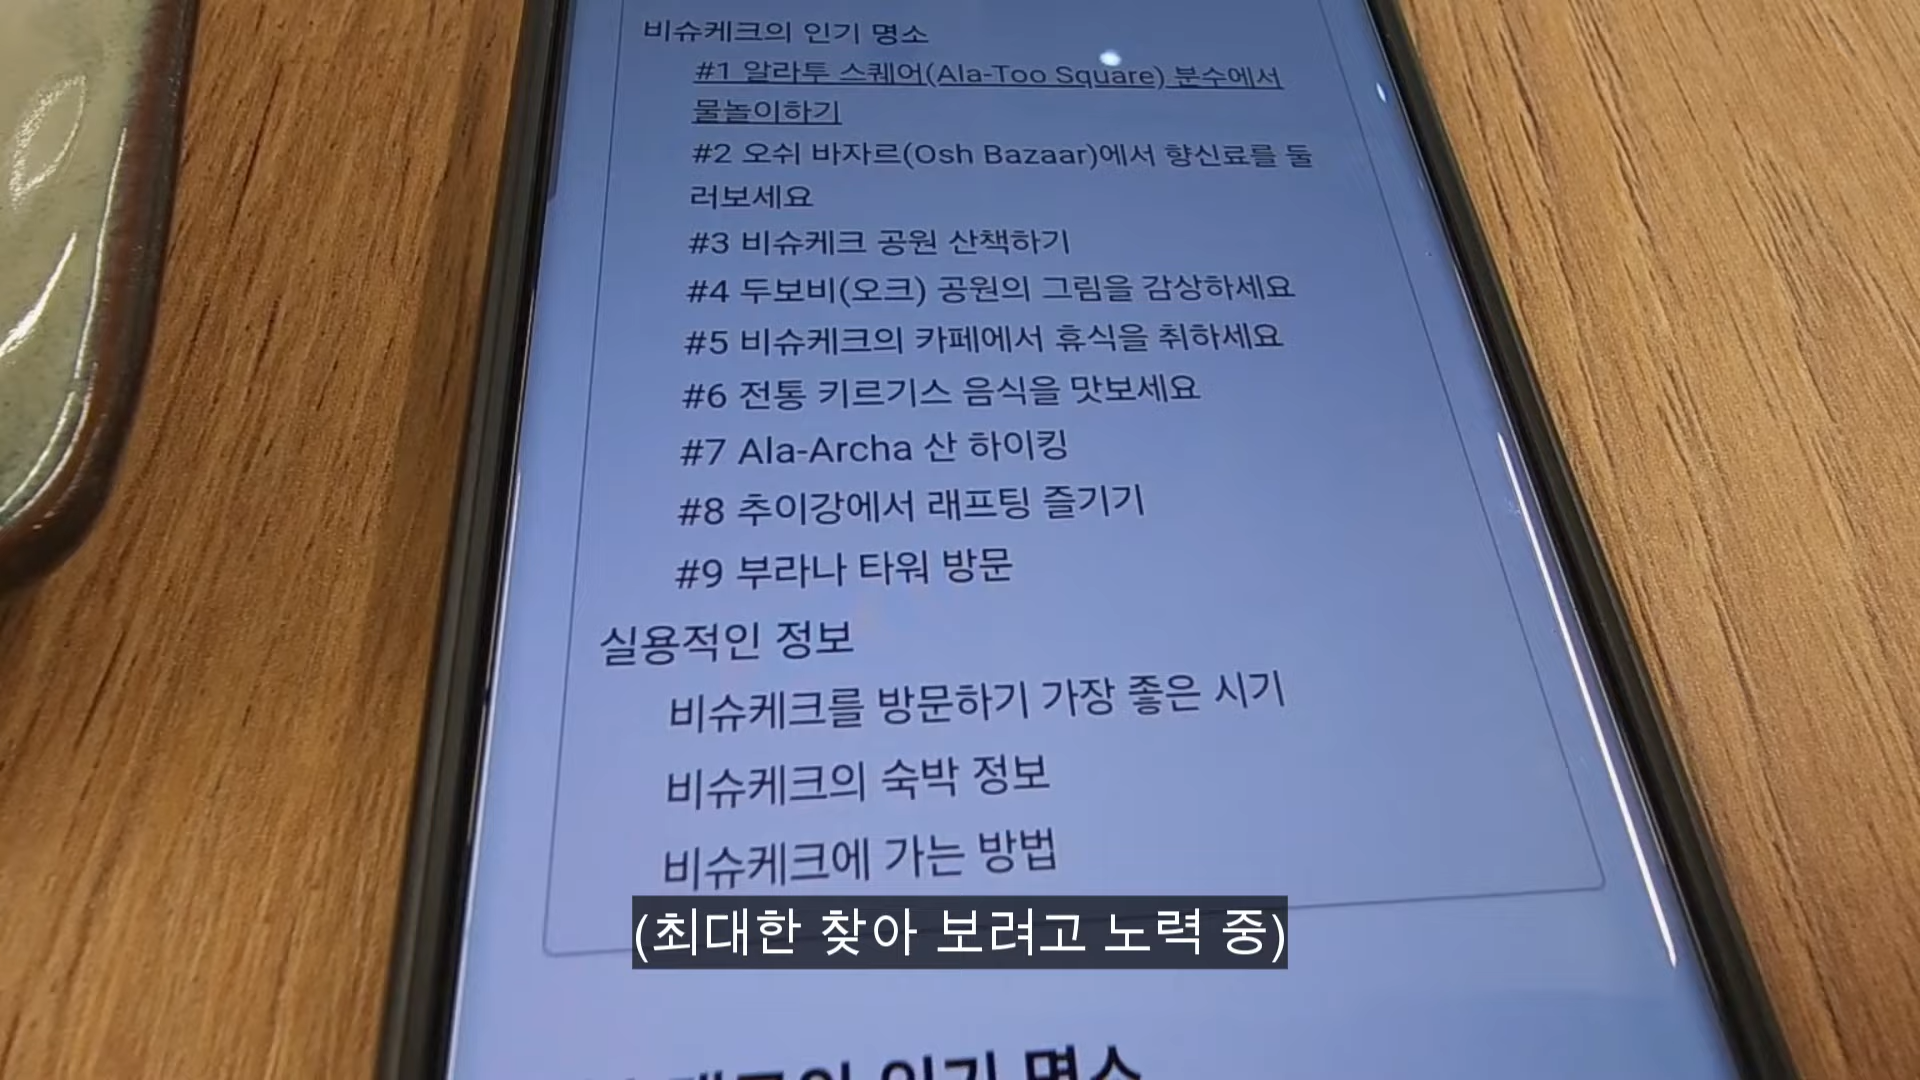 비슈케크의 인기 명소
#1 알라투 스퀘어(Ala-Too Square) 분수에서
물놀이하기
#2 오쉬 바자르(Osh Bazaar)에서 향신료를 둘
러보세요
#3 비슈케크 공원 산책하기
#4 두보비(오크) 공원의 그림을 감상하세요
#5 비슈케크의 카페에서 휴식을 취하세요
#6 전통 키르기스 음식을 맛보세요
#7 Ala-Archa 산 하이킹
#8 추이강에서 래프팅 즐기기
#9 부라나 타워 방문
실용적인 정보
비슈케크를 방문하기 가장 좋은 시기
비슈케크의 숙박 정보
비슈케크에 가는 방법
(최대한 찾아 보려고 노력 중)
인기 명소